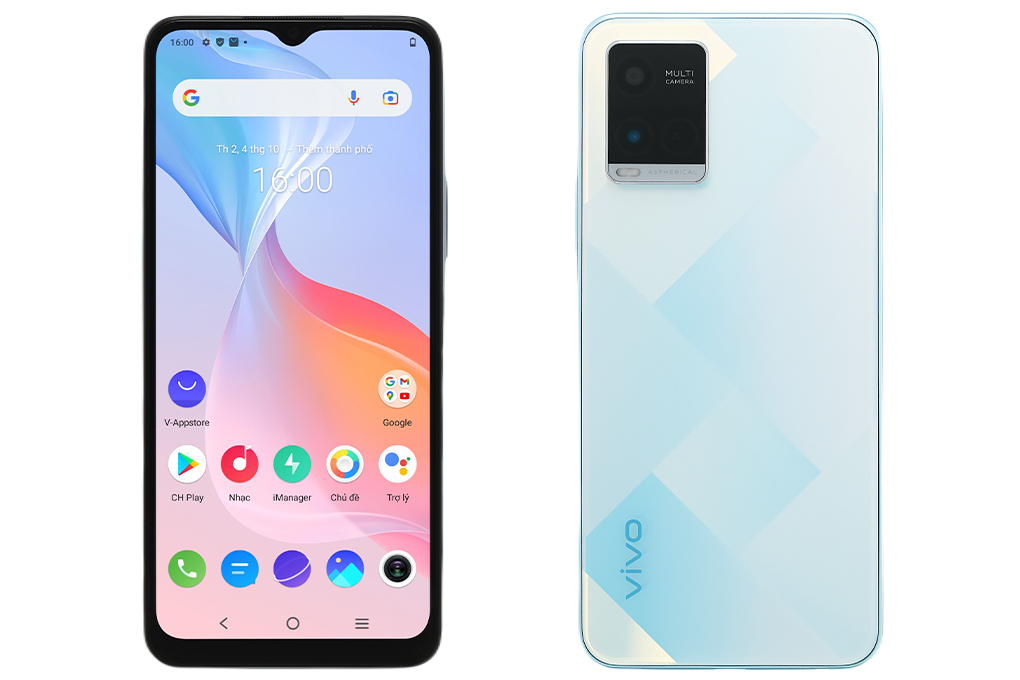 16:00
Th 2, 4 thg 10 – Thêm thành phố
16:00
V-Appstore
Google
CH Play
Nhạc
iManager
Chủ đề
Trợ lý
MULTI
CAMERA
ASPHERICAL
vivo